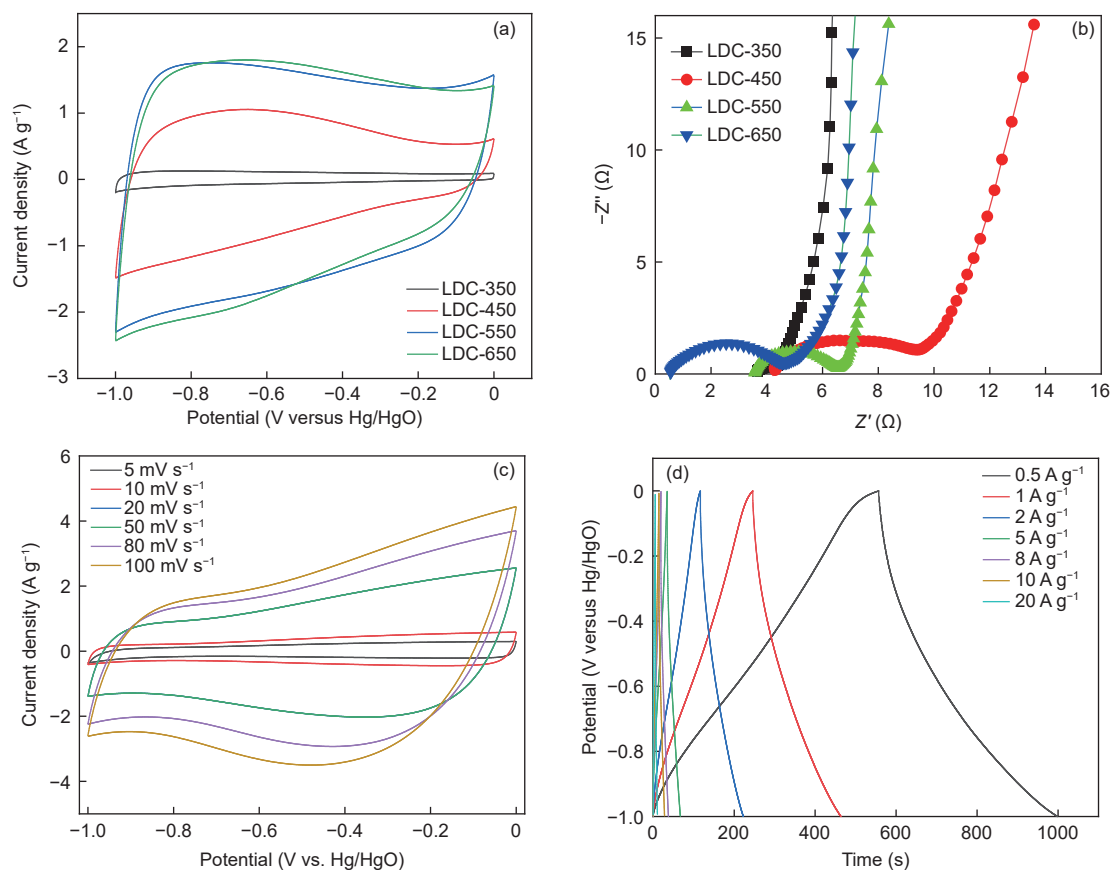 (a)
Current density (A g⁻¹)
2
1
0
−1
−2
−3
LDC-350
LDC-450
LDC-550
LDC-650
−1.0
−0.8
−0.6
−0.4
−0.2
0
Potential (V versus Hg/HgO)
(b)
−Z″ (Ω)
15
10
5
0
LDC-350
LDC-450
LDC-550
LDC-650
0
2
4
6
8
10
12
14
16
Z′ (Ω)
(c)
Current density (A g⁻¹)
6
4
2
0
−2
−4
5 mV s⁻¹
10 mV s⁻¹
20 mV s⁻¹
50 mV s⁻¹
80 mV s⁻¹
100 mV s⁻¹
−1.0
−0.8
−0.6
−0.4
−0.2
0
Potential (V vs. Hg/HgO)
(d)
Potential (V versus Hg/HgO)
0
−0.2
−0.4
−0.6
−0.8
−1.0
0.5 A g⁻¹
1 A g⁻¹
2 A g⁻¹
5 A g⁻¹
8 A g⁻¹
10 A g⁻¹
20 A g⁻¹
0
200
400
600
800
1000
Time (s)